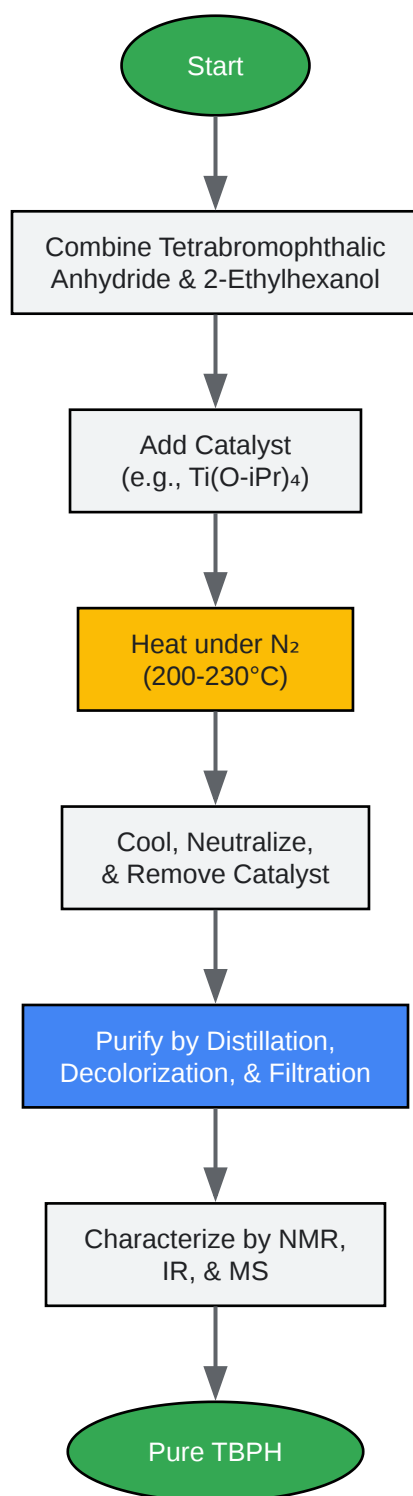 Start
Combine Tetrabromophthalic
Anhydride & 2-Ethylhexanol
Add Catalyst
(e.g., Ti(O-iPr)₄)
Heat under N₂
(200-230°C)
Cool, Neutralize,
& Remove Catalyst
Purify by Distillation,
Decolorization, & Filtration
Characterize by NMR,
IR, & MS
Pure TBPH